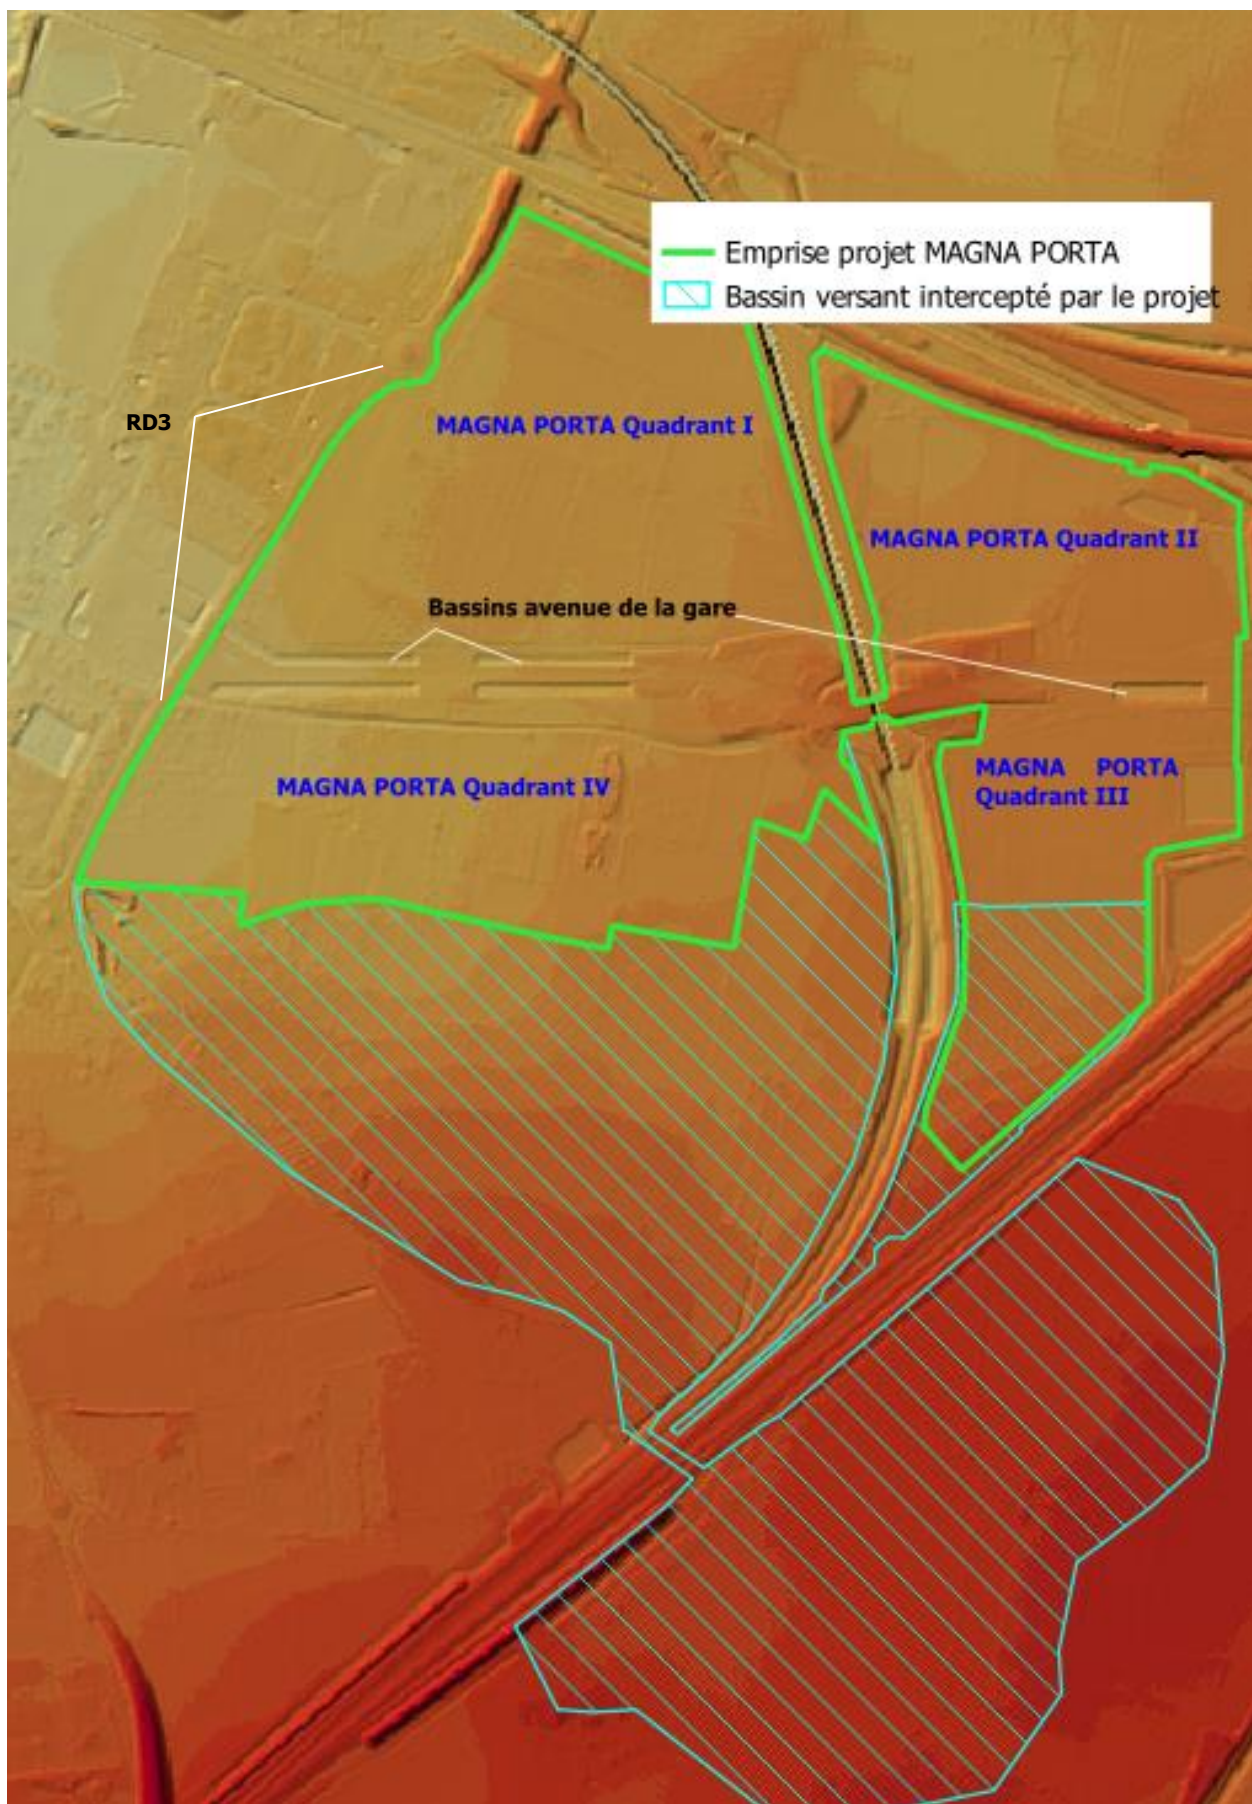 Emprise projet MAGNA PORTA
Bassin versant intercepté par le projet
RD3
MAGNA PORTA Quadrant I
MAGNA PORTA Quadrant II
Bassins avenue de la gare
MAGNA PORTA Quadrant IV
MAGNA PORTA
Quadrant III